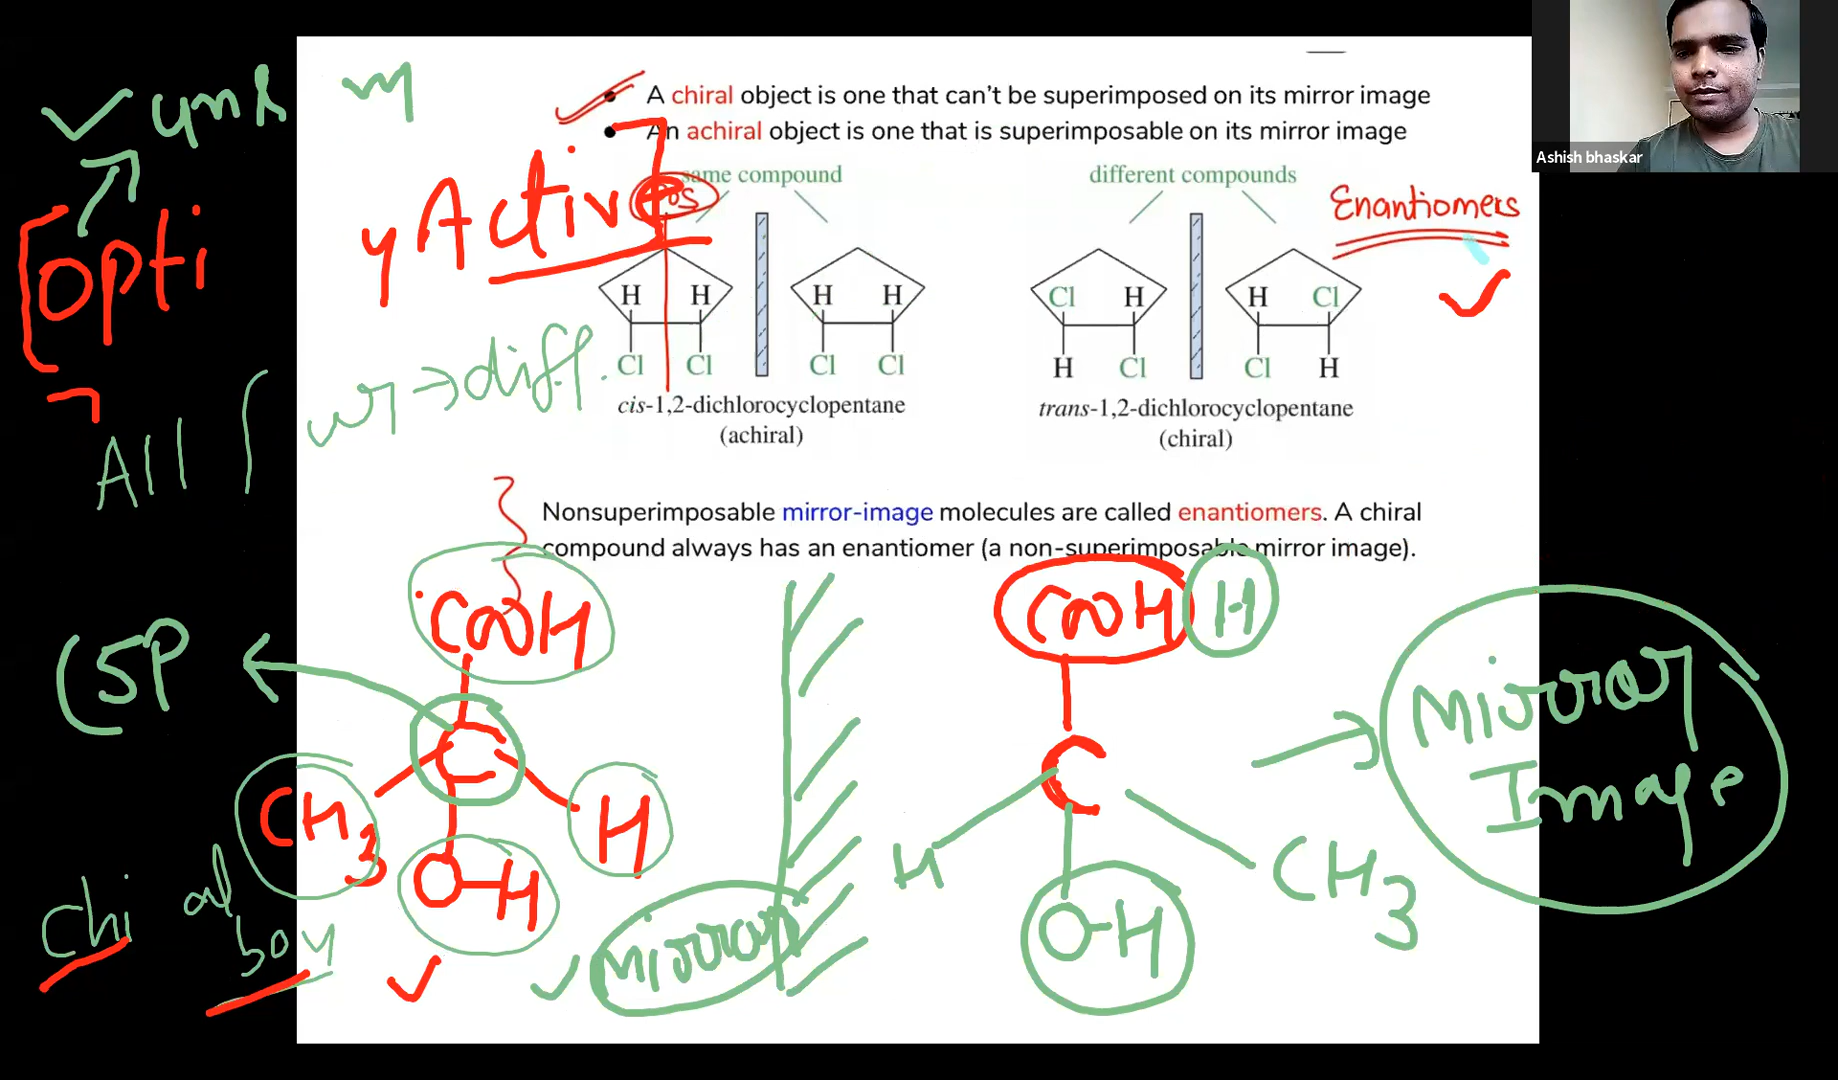 A chiral object is one that can't be superimposed on its mirror image
An achiral object is one that is superimposable on its mirror image
Ashish bhaskar
same compound
different compounds
Enantiomers
opti
y Active
POS
H H H H
Cl H H Cl
Cl Cl Cl Cl
H Cl Cl H
diff.
cis-1,2-dichlorocyclopentane
trans-1,2-dichlorocyclopentane
(achiral)
(chiral)
All
Nonsuperimposable mirror-image molecules are called enantiomers. A chiral
compound always has an enantiomer (a non-superimposable mirror image).
COOH
COOH H
C
C
CH3
H
O-H
H
CH3
O-H
Mirror
Image
Chi al
boy
Mirror